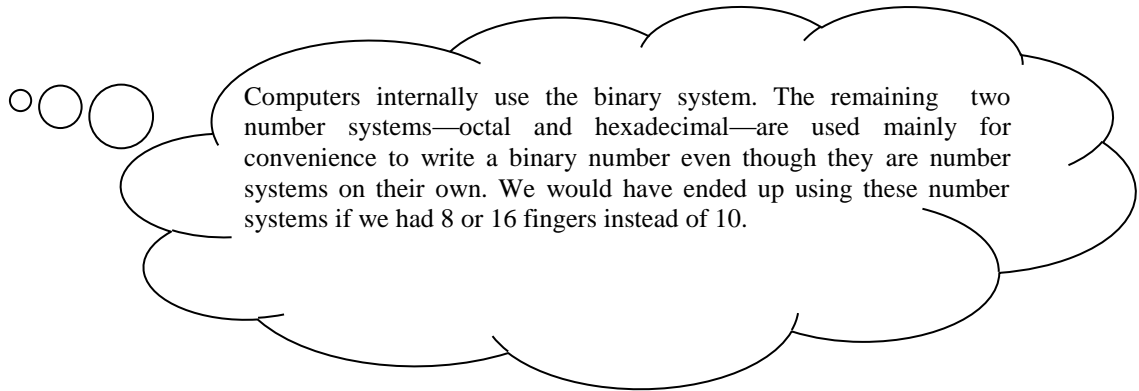 Computers internally use the binary system. The remaining two
number systems—octal and hexadecimal—are used mainly for
convenience to write a binary number even though they are number
systems on their own. We would have ended up using these number
systems if we had 8 or 16 fingers instead of 10.